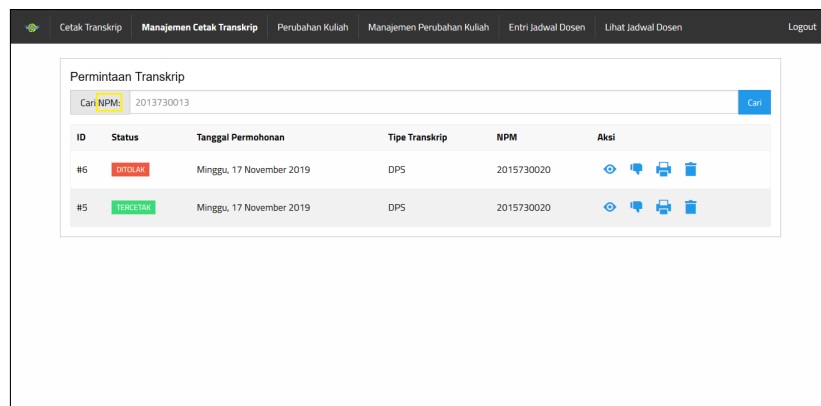 Cetak Transkrip Manajemen Cetak Transkrip Perubahan Kuliah Manajemen Perubahan Kuliah Entri Jadwal Dosen Lihat Jadwal Dosen Logout
Permintaan Transkrip
Cari NPM: 2013730013 Cari
ID Status Tanggal Permohonan Tipe Transkrip NPM Aksi
#6 DITOLAK Minggu, 17 November 2019 DPS 2015730020
#5 TERCETAK Minggu, 17 November 2019 DPS 2015730020